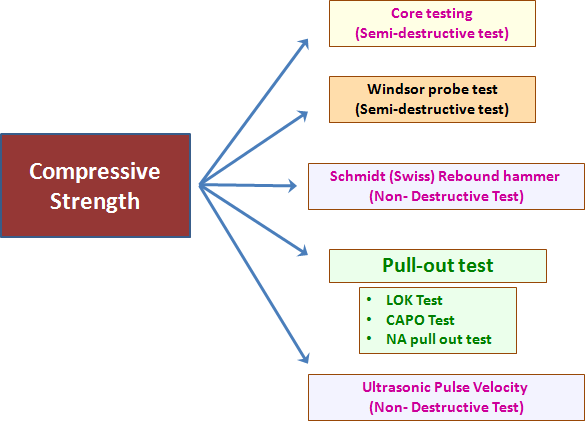 Core testing
(Semi-destructive test)
Windsor probe test
(Semi-destructive test)
Compressive
Strength
Schmidt (Swiss) Rebound hammer
(Non- Destructive Test)
Pull-out test
• LOK Test
• CAPO Test
• NA pull out test
Ultrasonic Pulse Velocity
(Non- Destructive Test)